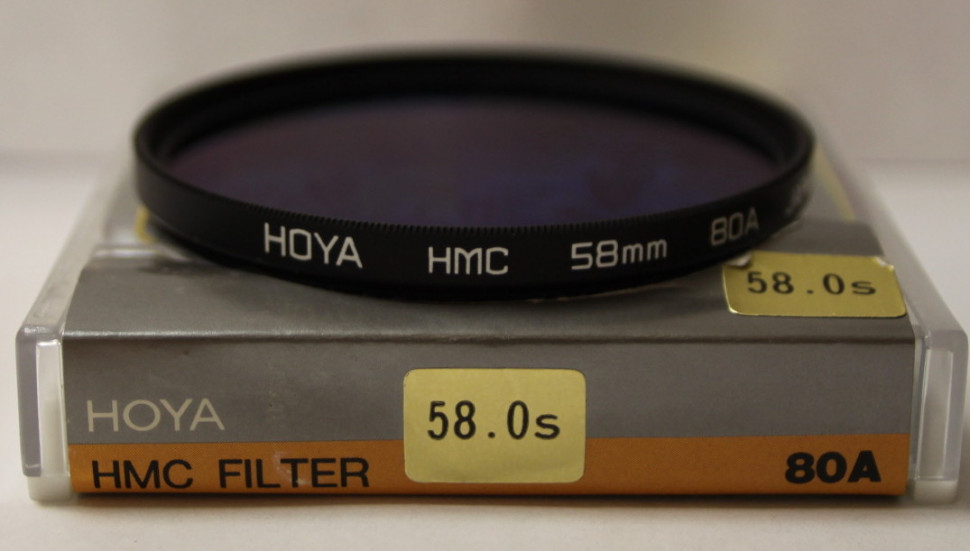 HOYA HMC 58mm 80A
58.0s
HOYA
58.0s
HMC FILTER 80A